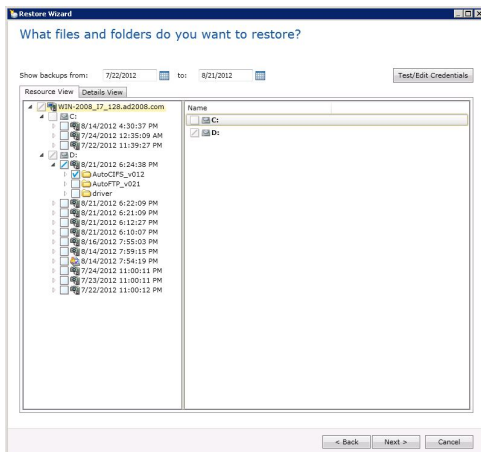 Restore Wizard
What files and folders do you want to restore?
Show backups from: 7/22/2012 to: 8/21/2012 Test/Edit Credentials
Resource View Details View
WIN-2008_I7_128.ad2008.com
C:
8/14/2012 4:30:37 PM
7/24/2012 12:35:09 AM
7/22/2012 11:39:27 PM
D:
8/21/2012 6:24:38 PM
AutoCIFS_v012
AutoFTP_v021
driver
8/21/2012 6:22:09 PM
8/21/2012 6:21:09 PM
8/21/2012 6:12:27 PM
8/21/2012 6:10:07 PM
8/16/2012 7:55:03 PM
8/14/2012 7:59:15 PM
8/14/2012 7:54:19 PM
7/24/2012 11:00:11 PM
7/23/2012 11:00:11 PM
7/22/2012 11:00:12 PM
Name
C:
D:
< Back Next > Cancel